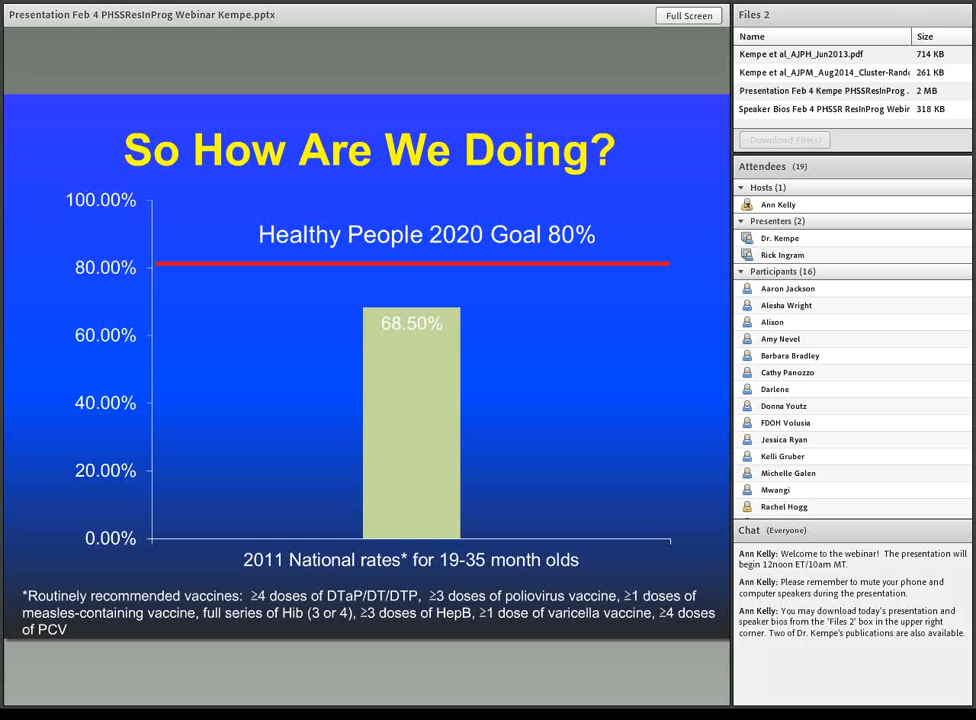 Presentation Feb 4 PHSSResInProg Webinar Kempe.pptx
Full Screen
So How Are We Doing?
100.00%
Healthy People 2020 Goal 80%
80.00%
68.50%
60.00%
40.00%
20.00%
0.00%
2011 National rates* for 19-35 month olds
*Routinely recommended vaccines: ≥4 doses of DTaP/DT/DTP, ≥3 doses of poliovirus vaccine, ≥1 doses of
measles-containing vaccine, full series of Hib (3 or 4), ≥3 doses of HepB, ≥1 dose of varicella vaccine, ≥4 doses
of PCV
Files 2
Name Size
Kempe et al_AJPH_Jun2013.pdf 714 KB
Kempe et al_AJPM_Aug2014_Cluster-Rand 261 KB
Presentation Feb 4 Kempe PHSSResInProg . 2 MB
Speaker Bios Feb 4 PHSSR ResInProg Webir 318 KB
Download File(s)
Attendees (19)
Hosts (1)
Ann Kelly
Presenters (2)
Dr. Kempe
Rick Ingram
Participants (16)
Aaron Jackson
Alesha Wright
Alison
Amy Nevel
Barbara Bradley
Cathy Panozzo
Darlene
Donna Youtz
FDOH Volusia
Jessica Ryan
Kelli Gruber
Michelle Galen
Mwangi
Rachel Hogg
Chat (Everyone)
Ann Kelly: Welcome to the webinar! The presentation will
begin 12noon ET/10am MT.
Ann Kelly: Please remember to mute your phone and
computer speakers during the presentation.
Ann Kelly: You may download today's presentation and
speaker bios from the 'Files 2' box in the upper right
corner. Two of Dr. Kempe's publications are also available.